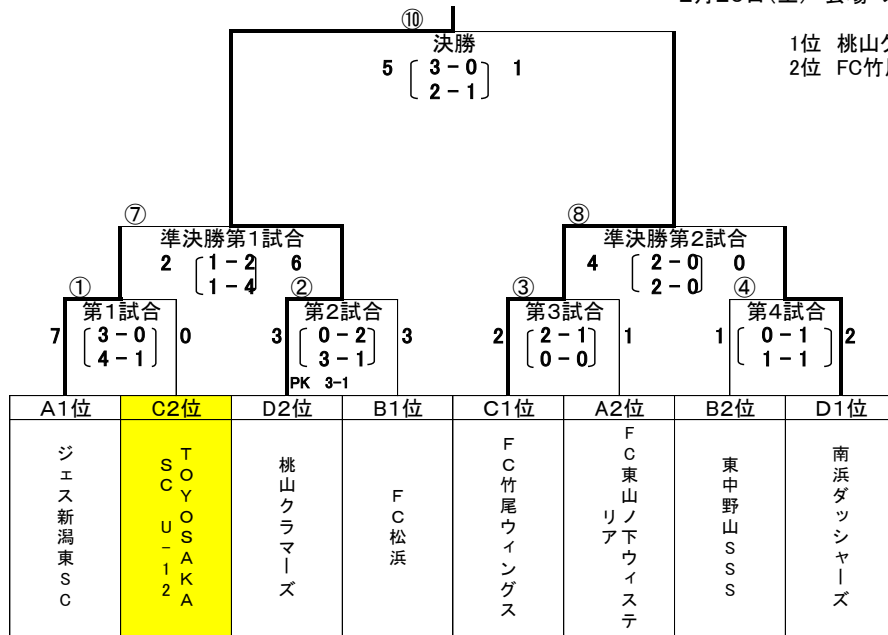 ⑩
決勝
5 3－0 1
2－1
1位 桃山ク
2位 FC竹
⑦
準決勝第1試合
2 1－2 6
1－4
⑧
準決勝第2試合
4 2－0 0
2－0
①
第1試合
7 3－0 0
4－1
②
第2試合
3 0－2 3
3－1
PK 3-1
③
第3試合
2 2－1 1
0－0
④
第4試合
1 0－1 2
1－1
A1位 C2位 D2位 B1位 C1位 A2位 B2位 D1位
ジェス新潟東SC
TOYOSAKA
SC U-12
桃山クラマーズ
FC松浜
FC竹尾ウィングス
FC東山ノ下ウィステ
リア
東中野山SSS
南浜ダッシャーズ